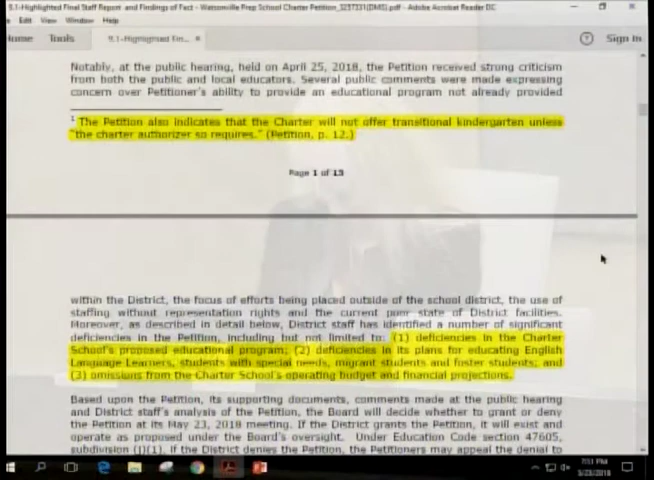 9.1-Highlighted Final Staff Report and Findings of Fact - Watsonville Prep School Charter Petition_3257331(DMS).pdf - Adobe Acrobat Reader DC
Edit View Window Help
Home Tools 9.1-Highlighted Fin... × Sign In
Notably, at the public hearing, held on April 25, 2018, the Petition received strong criticism
from both the public and local educators. Several public comments were made expressing
concern over Petitioner's ability to provide an educational program not already provided
1 The Petition also indicates that the Charter will not offer transitional kindergarten unless
"the charter authorizer so requires." (Petition, p. 12.)
Page 1 of 13
within the District, the focus of efforts being placed outside of the school district, the use of
staffing without representation rights and the current poor state of District facilities.
Moreover, as described in detail below, District staff has identified a number of significant
deficiencies in the Petition, including but not limited to: (1) deficiencies in the Charter
School's proposed educational program; (2) deficiencies in its plans for educating English
Language Learners, students with special needs, migrant students and foster students; and
(3) omissions from the Charter School's operating budget and financial projections.
Based upon the Petition, its supporting documents, comments made at the public hearing
and District staff's analysis of the Petition, the Board will decide whether to grant or deny
the Petition at its May 23, 2018 meeting. If the District grants the Petition, it will exist and
operate as proposed under the Board's oversight. Under Education Code section 47605,
subdivision (j)(1), if the District denies the Petition, the Petitioners may appeal the denial to
7:51 PM
5/23/2018